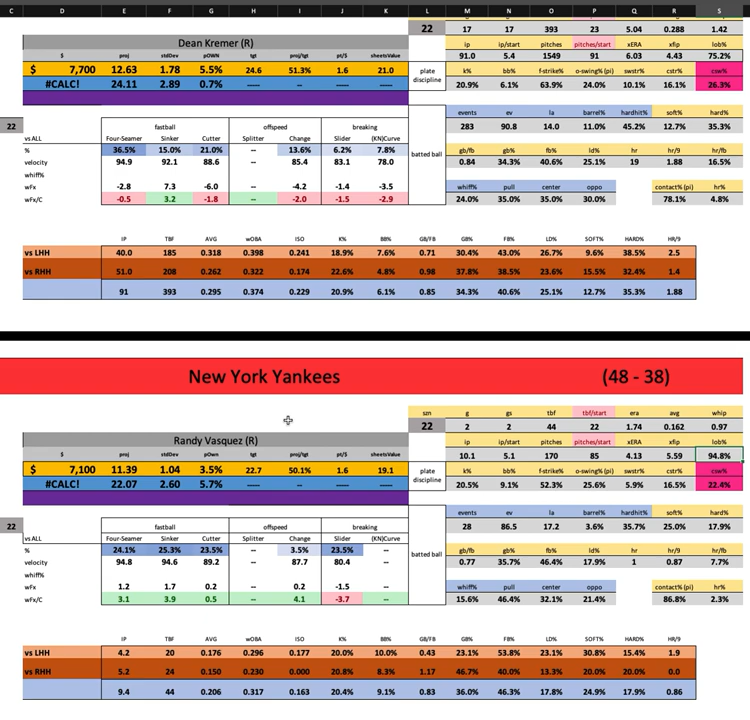 C D E F G H I J K L M N O P Q R S
22 17 17 393 23 5.04 0.288 1.42
Dean Kremer (R) ip ip/start pitches pitches/start xERA xfip lob%
$ proj stdDev pOWN tgt proj/tgt pt/$ sheetsValue 91.0 5.4 1549 91 6.03 4.43 75.2%
$ 7,700 12.63 1.78 5.5% 24.6 51.3% 1.6 21.0 plate discipline k% bb% f-strike% o-swing% (pi) swstr% cstr% csw%
#CALC! 24.11 2.89 0.7% ---- -- ---- ---- 20.9% 6.1% 63.9% 24.0% 10.1% 16.1% 26.3%
events ev la barrel% hardhit% soft% hard%
22 fastball offspeed breaking 283 90.8 14.0 11.0% 45.2% 12.7% 35.3%
vs ALL Four-Seamer Sinker Cutter Splitter Change Slider (KN)Curve
% 36.5% 15.0% 21.0% -- 13.6% 6.2% 7.8% batted ball gb/fb gb% fb% ld% hr hr/9 hr/fb
velocity 94.9 92.1 88.6 -- 85.4 83.1 78.0 0.84 34.3% 40.6% 25.1% 19 1.88 16.5%
whiff%
wFx -2.8 7.3 -6.0 -- -4.2 -1.4 -3.5 whiff% pull center oppo contact% (pi) hr%
wFx/C -0.5 3.2 -1.8 -- -2.0 -1.5 -2.9 24.0% 35.0% 35.0% 30.0% 78.1% 4.8%
IP TBF AVG wOBA ISO K% BB% GB/FB GB% FB% LD% SOFT% HARD% HR/9
vs LHH 40.0 185 0.318 0.398 0.241 18.9% 7.6% 0.71 30.4% 43.0% 26.7% 9.6% 38.5% 2.5
vs RHH 51.0 208 0.262 0.322 0.174 22.6% 4.8% 0.98 37.8% 38.5% 23.6% 15.5% 32.4% 1.4
91 393 0.295 0.374 0.229 20.9% 6.1% 0.85 34.3% 40.6% 25.1% 12.7% 35.3% 1.88
New York Yankees (48 - 38)
szn g gs tbf tbf/start era avg whip
22 2 2 44 22 1.74 0.162 0.97
Randy Vasquez (R) ip ip/start pitches pitches/start xERA xfip lob%
$ proj stdDev pOwn tgt proj/tgt pt/$ sheetsValue 10.1 5.1 170 85 4.13 5.59 94.8%
$ 7,100 11.39 1.04 3.5% 22.7 50.1% 1.6 19.1 plate discipline k% bb% f-strike% o-swing% (pi) swstr% cstr% csw%
#CALC! 22.07 2.60 5.7% ---- -- ---- ---- 20.5% 9.1% 52.3% 25.6% 5.9% 16.5% 22.4%
events ev la barrel% hardhit% soft% hard%
22 fastball offspeed breaking 28 86.5 17.2 3.6% 35.7% 25.0% 17.9%
vs ALL Four-Seamer Sinker Cutter Splitter Change Slider (KN)Curve
% 24.1% 25.3% 23.5% -- 3.5% 23.5% -- batted ball gb/fb gb% fb% ld% hr hr/9 hr/fb
velocity 94.8 94.6 89.2 -- 87.7 80.4 -- 0.77 35.7% 46.4% 17.9% 1 0.87 7.7%
whiff%
wFx 1.2 1.7 0.2 -- 0.2 -1.5 -- whiff% pull center oppo contact% (pi) hr%
wFx/C 3.1 3.9 0.5 -- 4.1 -3.7 -- 15.6% 46.4% 32.1% 21.4% 86.8% 2.3%
IP TBF AVG wOBA ISO K% BB% GB/FB GB% FB% LD% SOFT% HARD% HR/9
vs LHH 4.2 20 0.176 0.296 0.177 20.0% 10.0% 0.43 23.1% 53.8% 23.1% 30.8% 15.4% 1.9
vs RHH 5.2 24 0.150 0.230 0.000 20.8% 8.3% 1.17 46.7% 40.0% 13.3% 20.0% 20.0% 0.0
9.4 44 0.206 0.317 0.163 20.4% 9.1% 0.83 36.0% 46.3% 17.8% 24.9% 17.9% 0.86